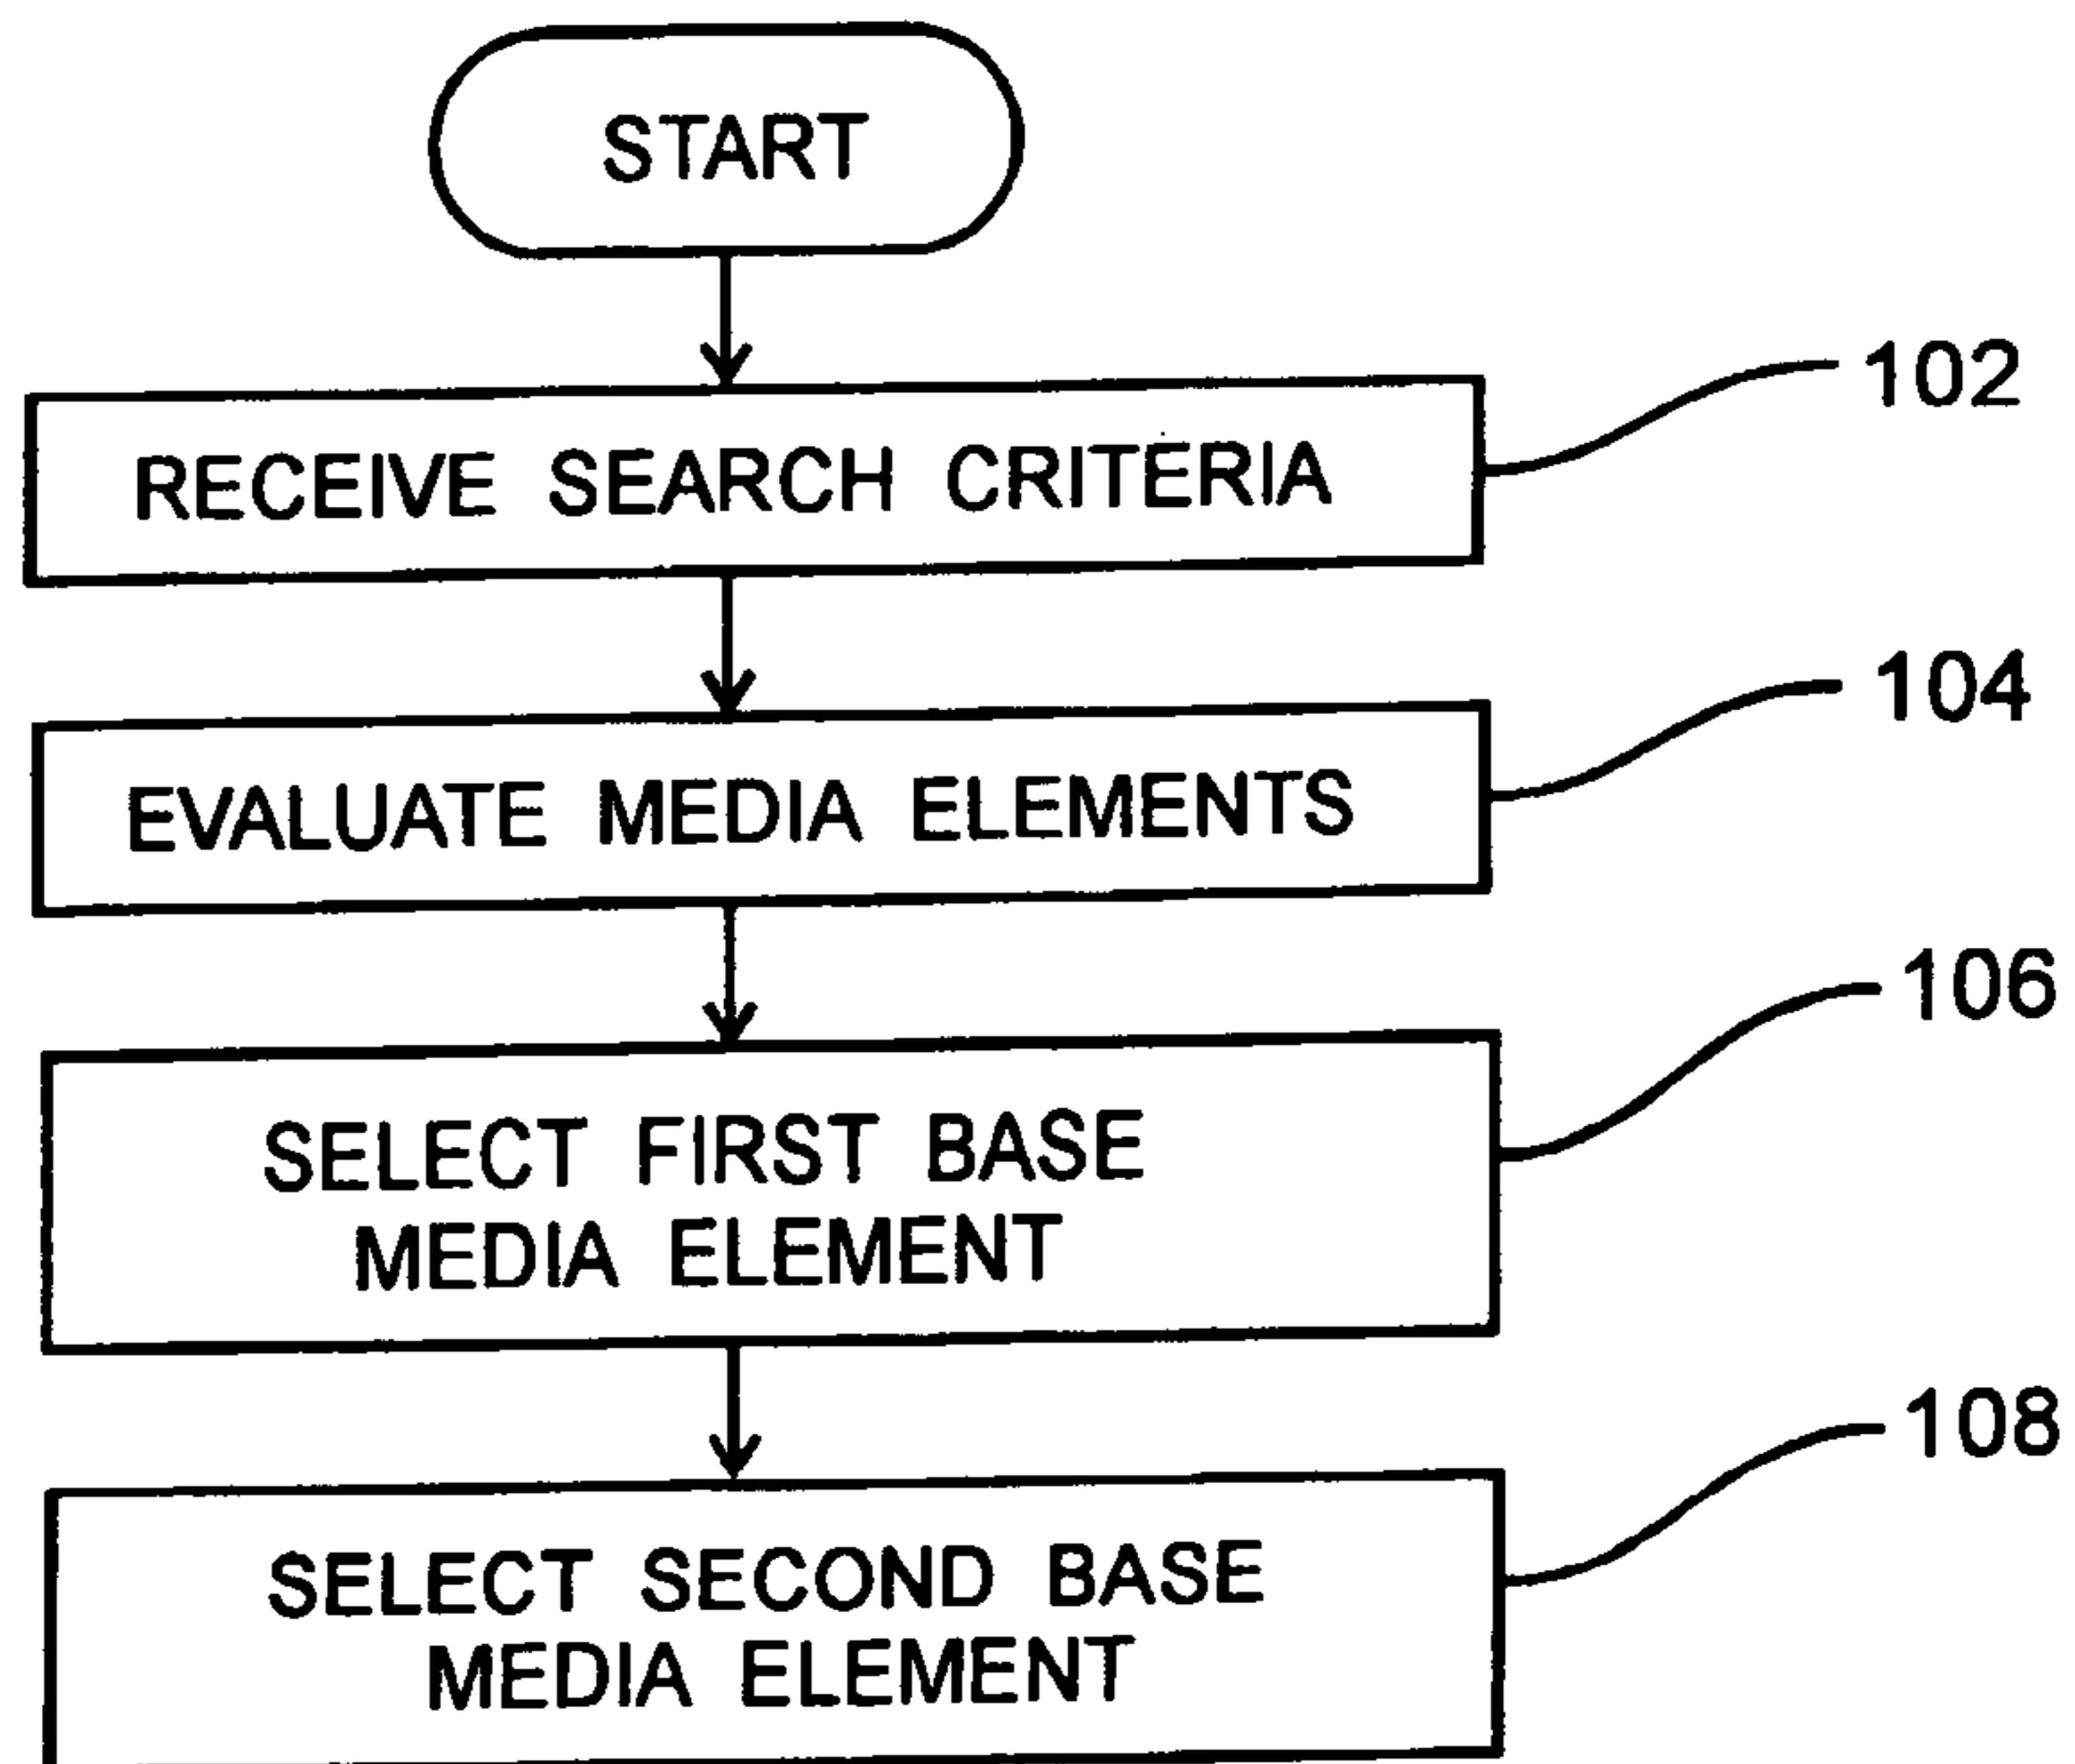 START
102
RECEIVE SEARCH CRITERIA
104
EVALUATE MEDIA ELEMENTS
106
SELECT FIRST BASE
MEDIA ELEMENT
108
SELECT SECOND BASE
MEDIA ELEMENT